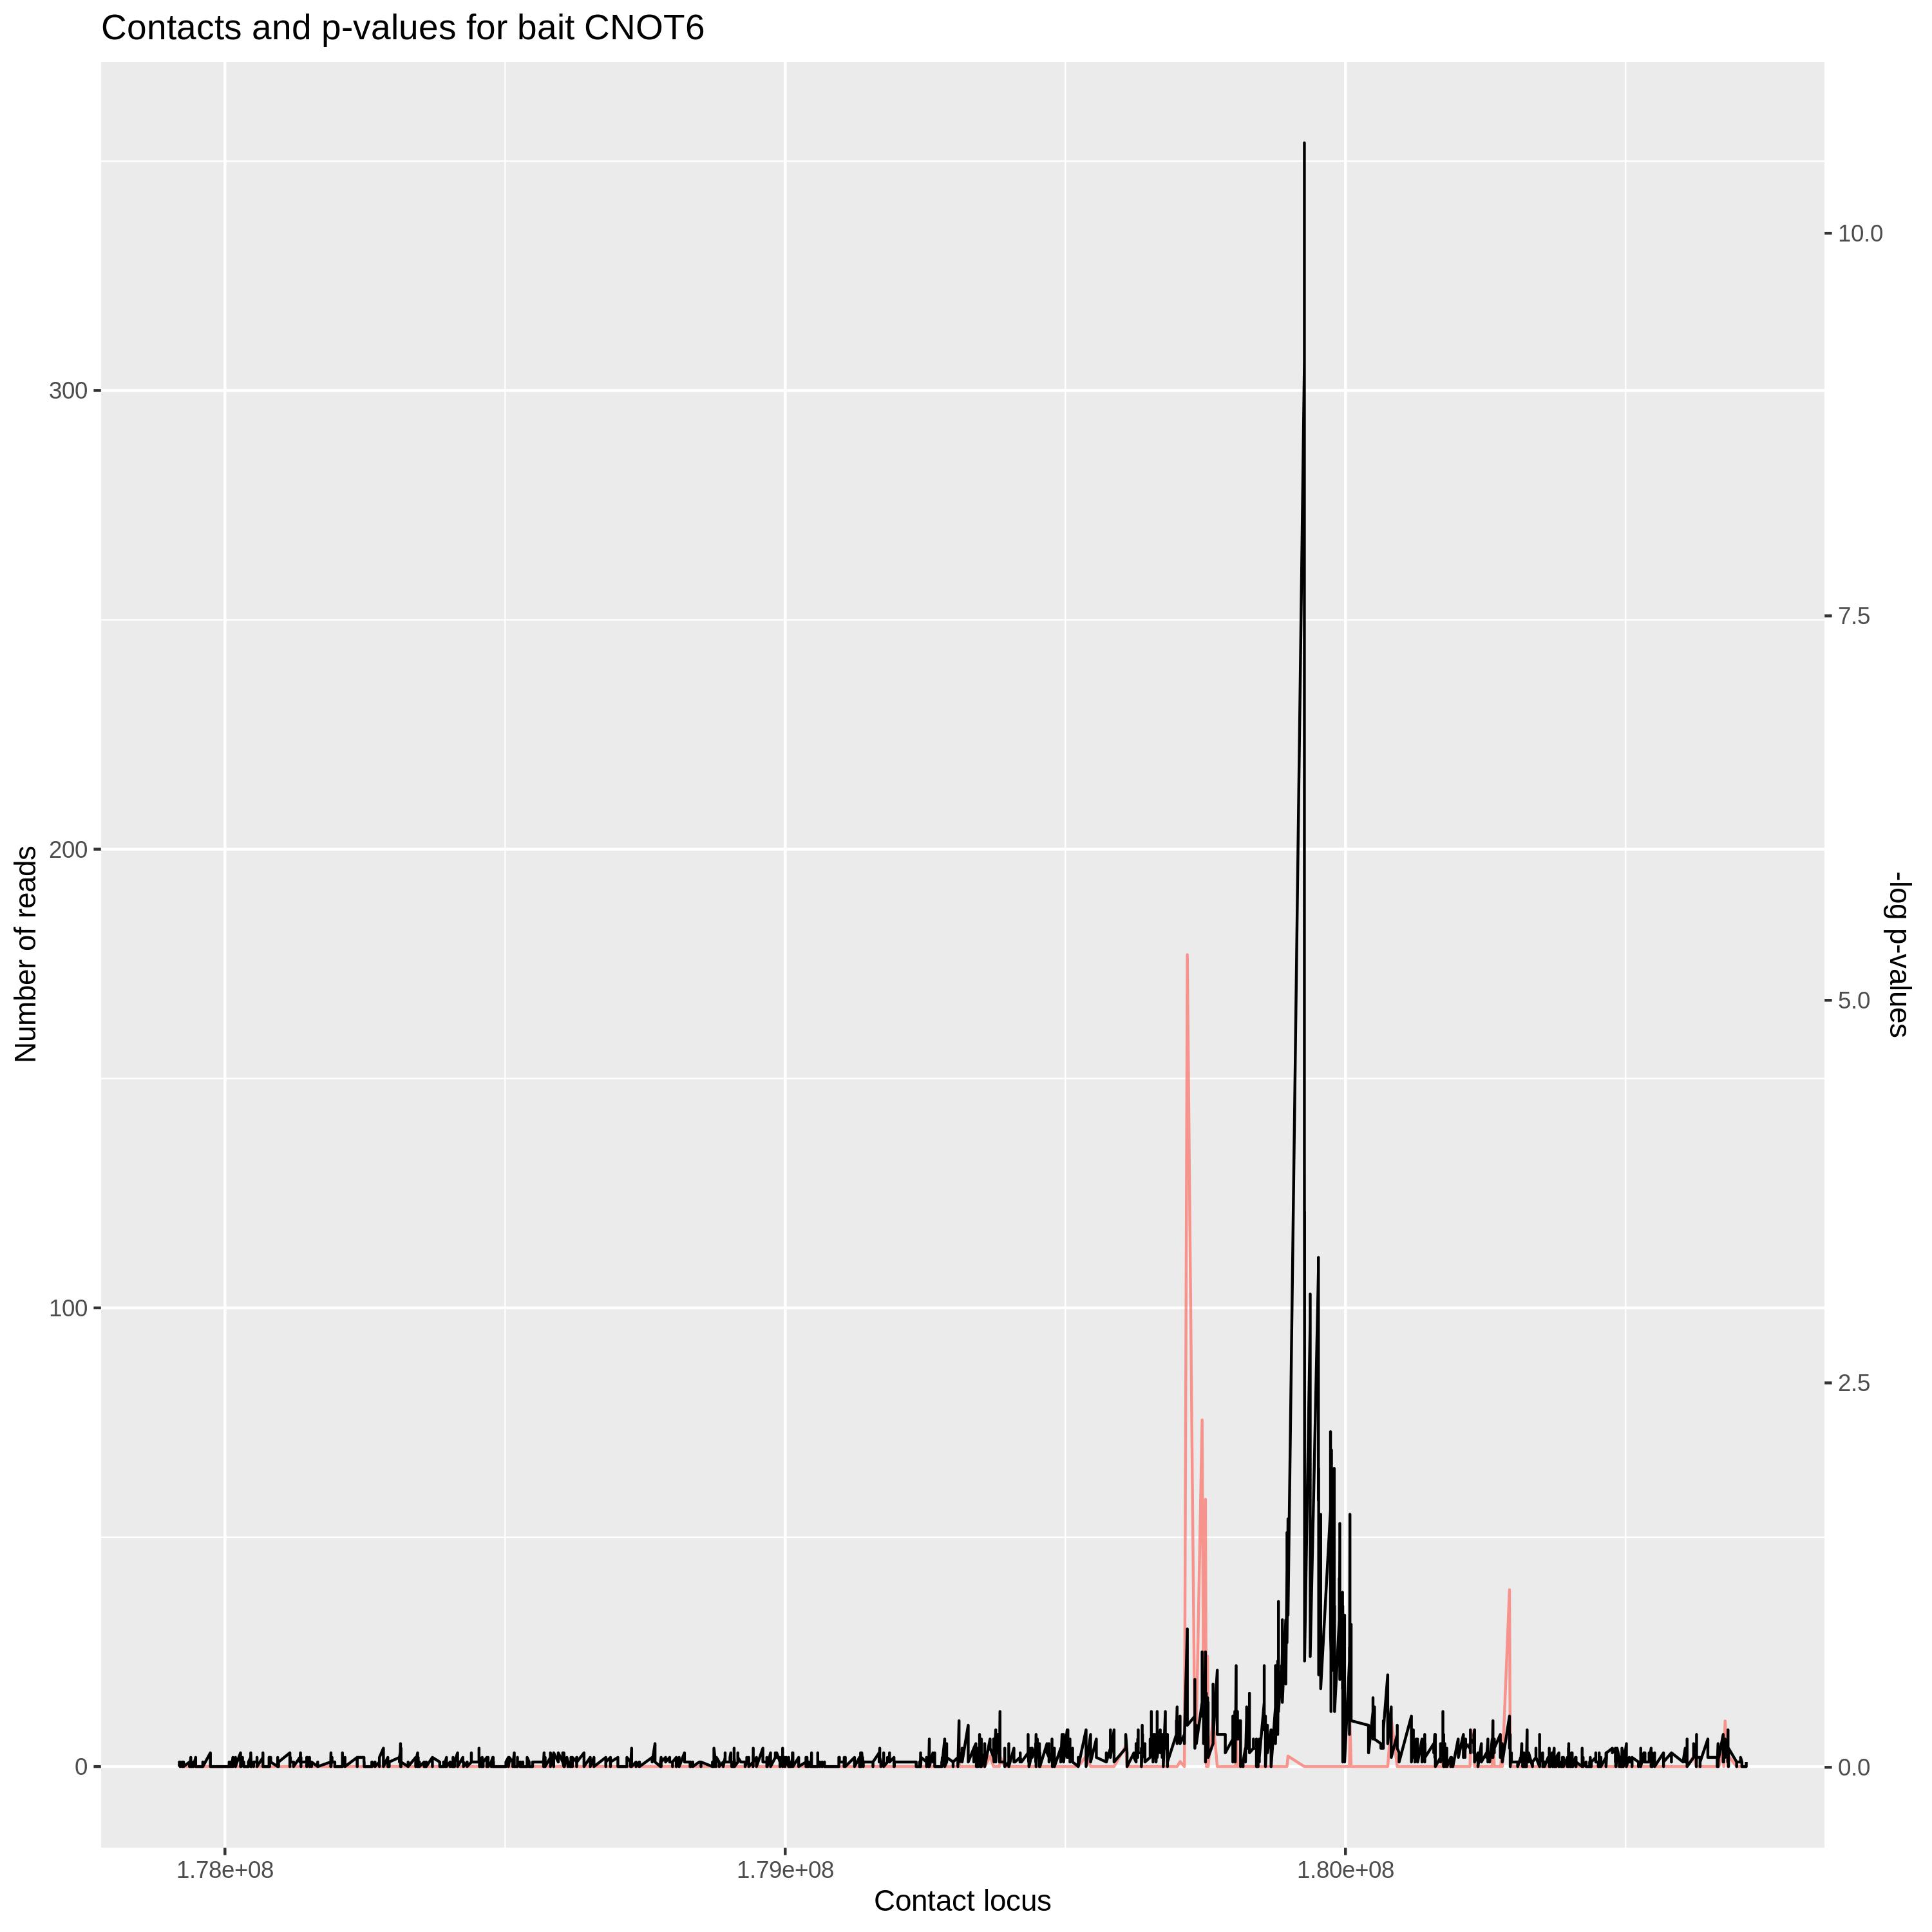 Contacts and p-values for bait CNOT6
300
200
100
0
10.0
7.5
5.0
2.5
0.0
Number of reads
-log p-values
1.78e+08
1.79e+08
1.80e+08
Contact locus